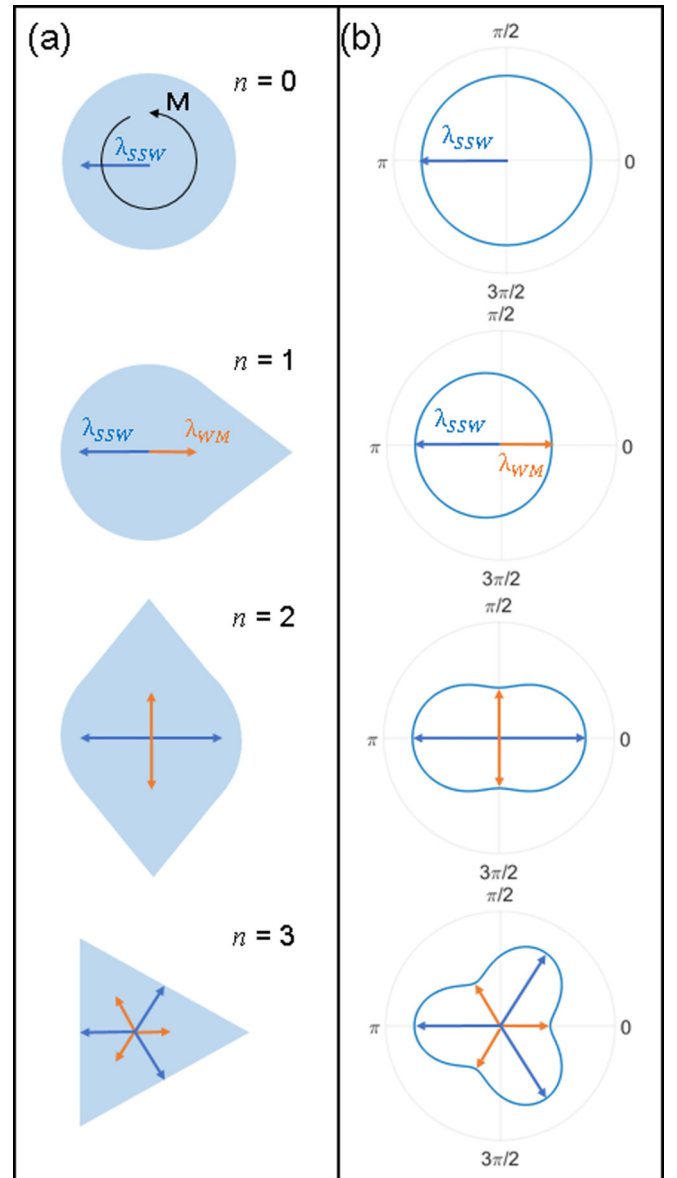 (a)
n = 0
M
λSSW
n = 1
λSSW
λWM
n = 2
n = 3
(b)
π/2
λSSW
π
0
3π/2
π/2
λSSW
λWM
π
0
3π/2
π/2
π
0
3π/2
π/2
π
0
3π/2